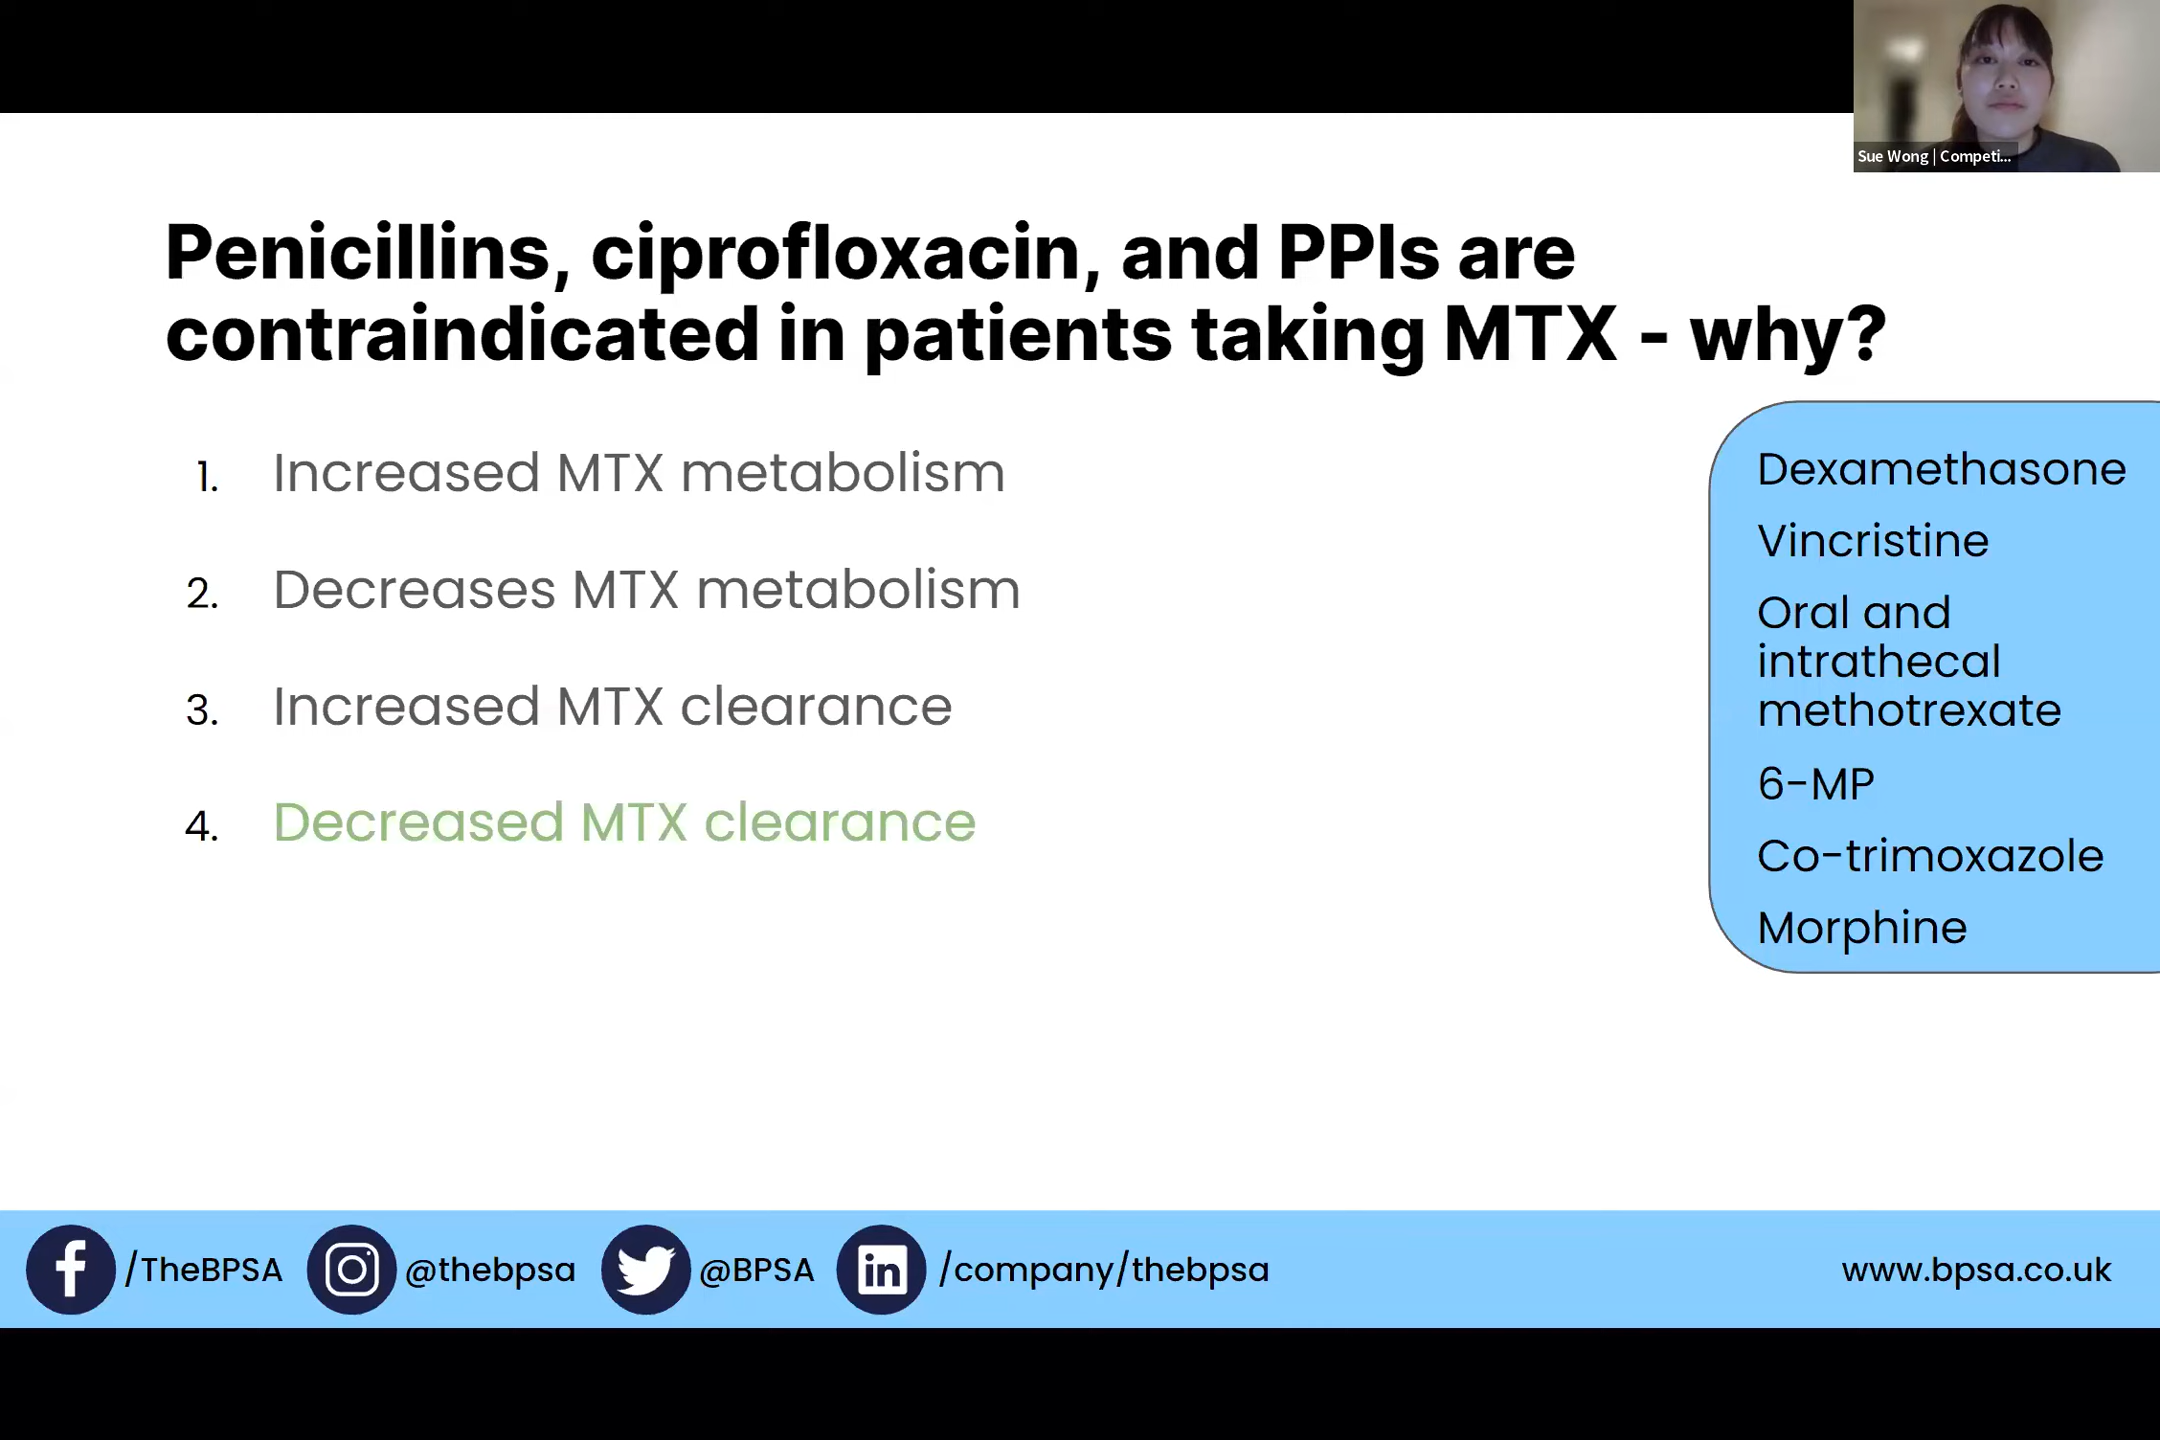 Sue Wong | Competi...
Penicillins, ciprofloxacin, and PPIs are
contraindicated in patients taking MTX - why?
1. Increased MTX metabolism
2. Decreases MTX metabolism
3. Increased MTX clearance
4. Decreased MTX clearance
Dexamethasone
Vincristine
Oral and
intrathecal
methotrexate
6-MP
Co-trimoxazole
Morphine
/TheBPSA @thebpsa @BPSA /company/thebpsa www.bpsa.co.uk